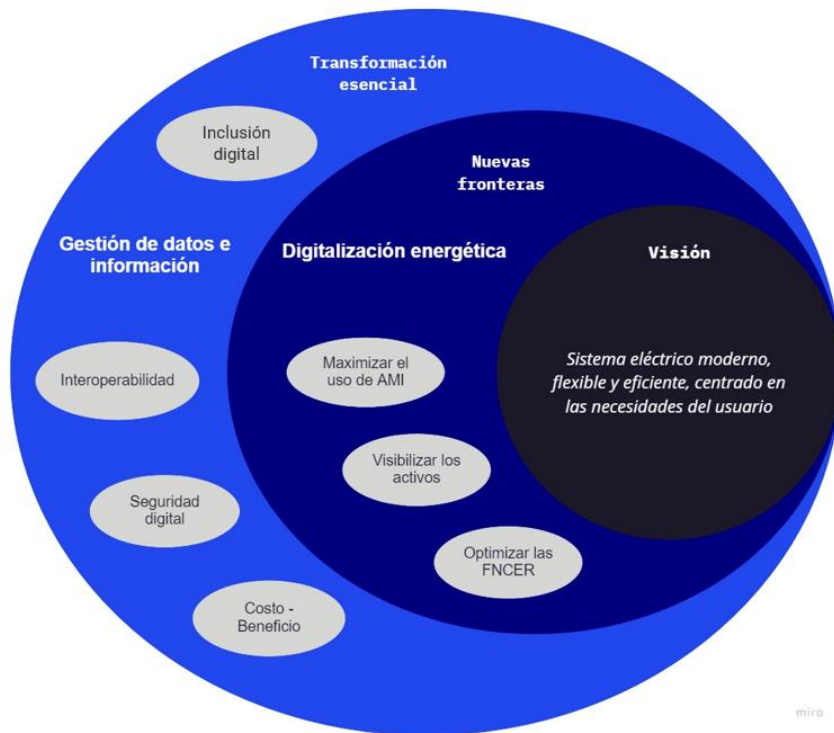 Transformación
esencial
Inclusión
digital
Nuevas
fronteras
Gestión de datos e
información
Digitalización energética
Visión
Interoperabilidad
Maximizar el
uso de AMI
Sistema eléctrico moderno,
flexible y eficiente, centrado en
las necesidades del usuario
Visibilizar los
activos
Seguridad
digital
Optimizar las
FNCER
Costo -
Beneficio
miro